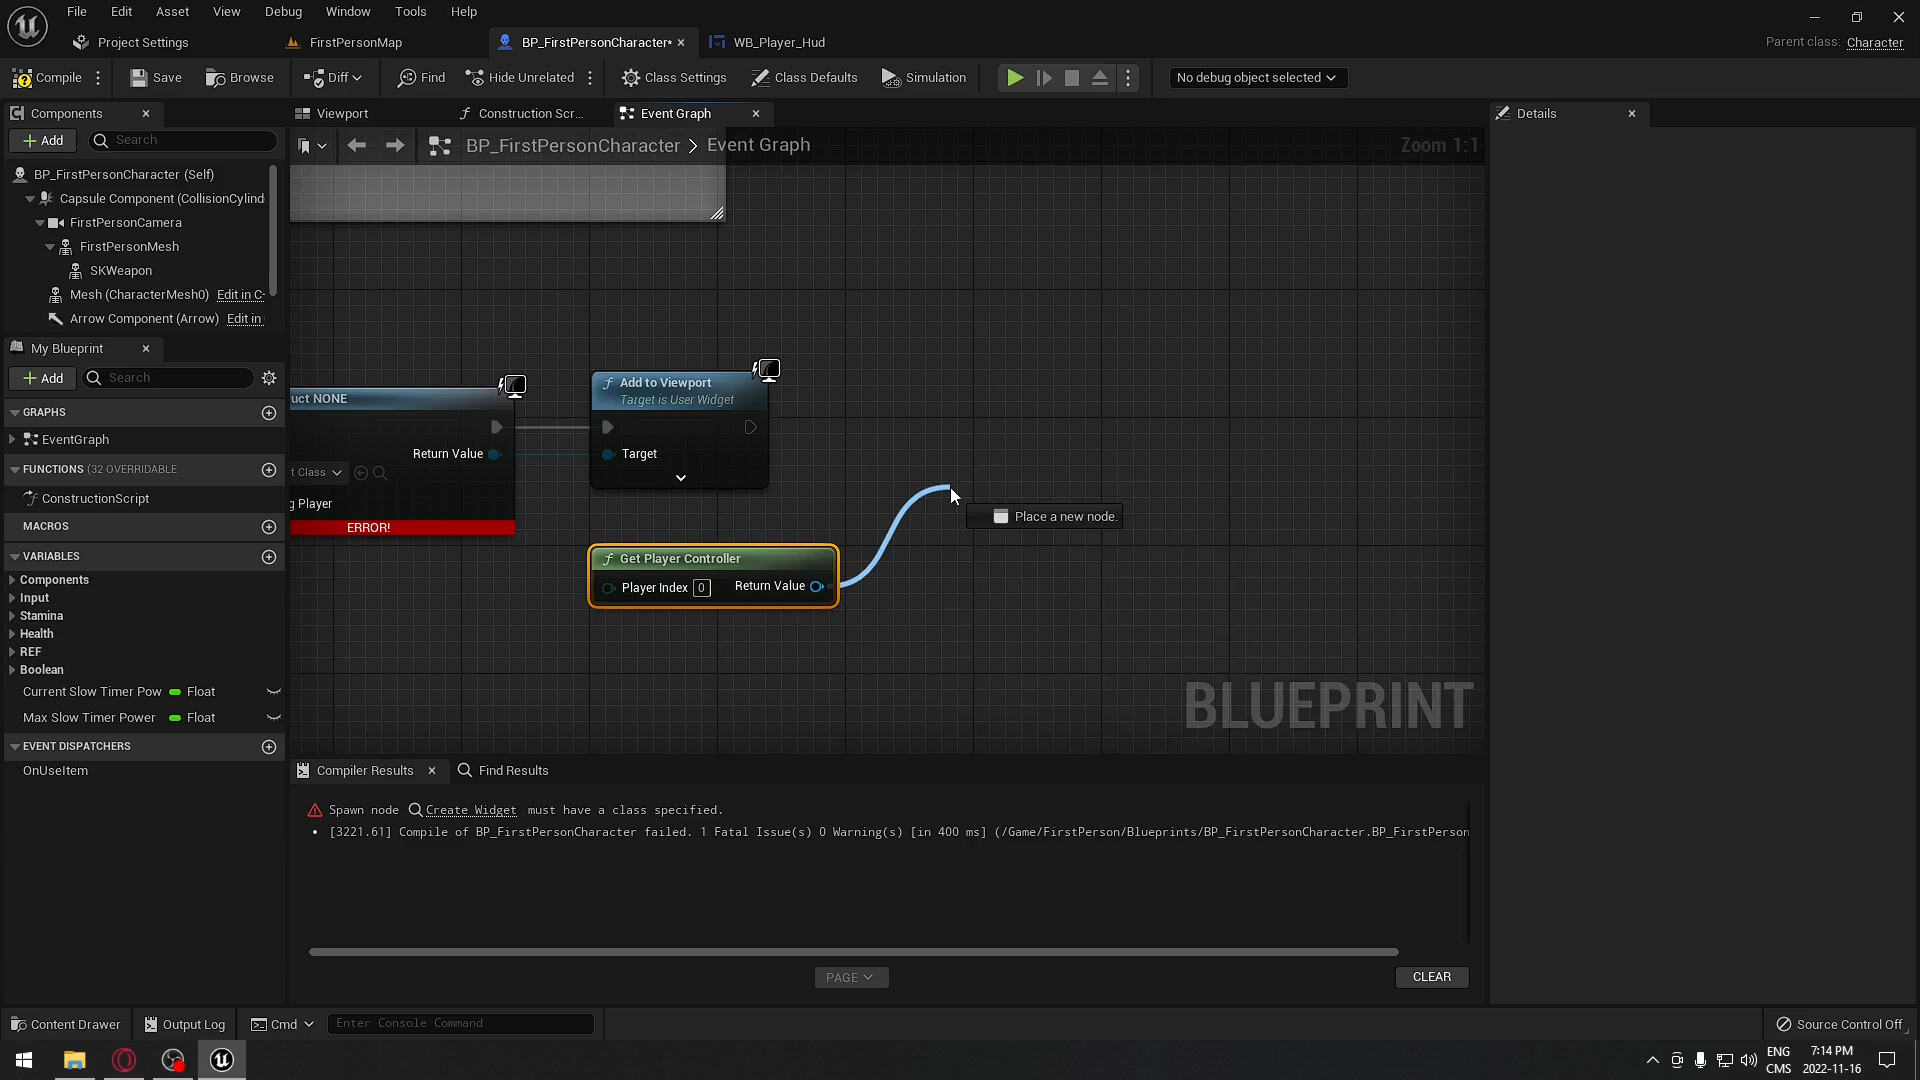 File Edit Asset View Debug Window Tools Help
Project Settings FirstPersonMap BP_FirstPersonCharacter* WB_Player_Hud
Parent class: Character
Compile Save Browse Diff Find Hide Unrelated Class Settings Class Defaults Simulation No debug object selected
Components
Add Search
BP_FirstPersonCharacter (Self)
Capsule Component (CollisionCylind
FirstPersonCamera
FirstPersonMesh
SKWeapon
Mesh (CharacterMesh0) Edit in C-
Arrow Component (Arrow) Edit in
My Blueprint
Add Search
GRAPHS
EventGraph
FUNCTIONS (32 OVERRIDABLE
ConstructionScript
MACROS
VARIABLES
Components
Input
Stamina
Health
REF
Boolean
Current Slow Timer Pow Float
Max Slow Timer Power Float
EVENT DISPATCHERS
OnUseItem
Viewport Construction Scr... Event Graph
BP_FirstPersonCharacter > Event Graph
Zoom 1:1
uct NONE
Return Value
t Class
g Player
ERROR!
Add to Viewport
Target is User Widget
Target
Get Player Controller
Player Index 0 Return Value
Place a new node.
BLUEPRINT
Compiler Results Find Results
Spawn node Create Widget must have a class specified.
• [3221.61] Compile of BP_FirstPersonCharacter failed. 1 Fatal Issue(s) 0 Warning(s) [in 400 ms] (/Game/FirstPerson/Blueprints/BP_FirstPersonCharacter.BP_FirstPerson
PAGE
CLEAR
Details
Content Drawer Output Log Cmd Enter Console Command Source Control Off
ENG
CMS
7:14 PM
2022-11-16